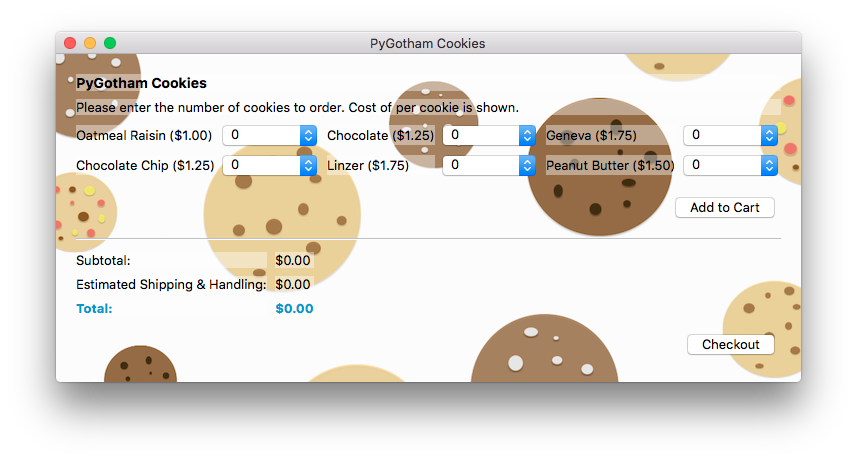 PyGotham Cookies
PyGotham Cookies
Please enter the number of cookies to order. Cost of per cookie is shown.
Oatmeal Raisin ($1.00) 0 Chocolate ($1.25) 0 Geneva ($1.75) 0
Chocolate Chip ($1.25) 0 Linzer ($1.75) 0 Peanut Butter ($1.50) 0
Add to Cart
Subtotal: $0.00
Estimated Shipping & Handling: $0.00
Total: $0.00
Checkout